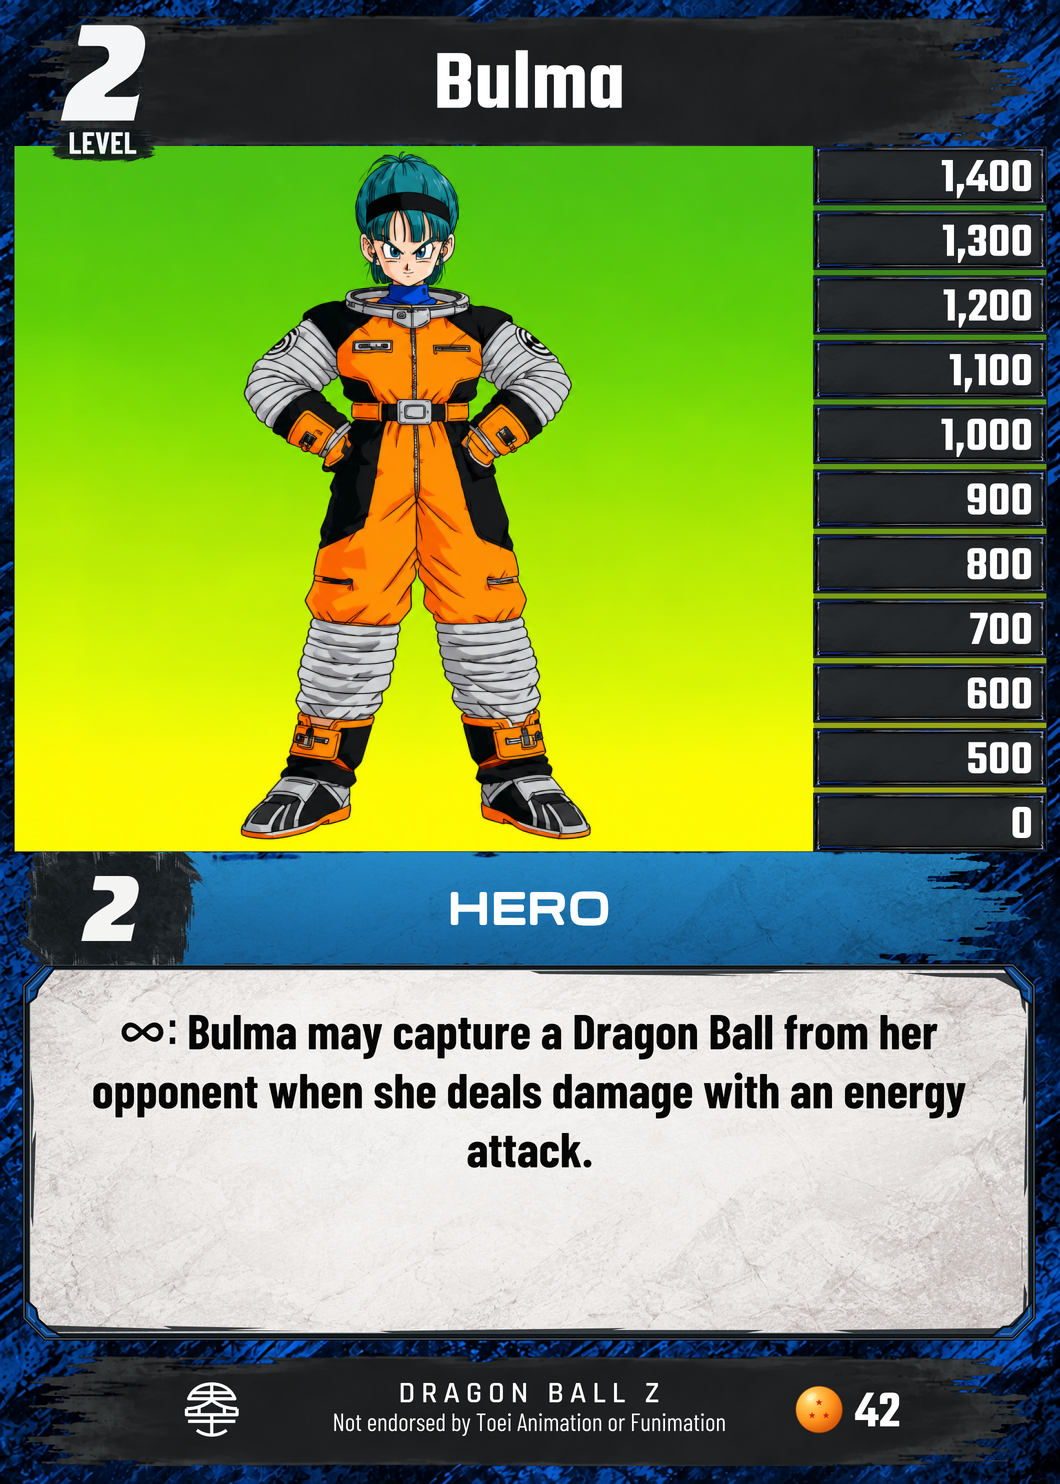 2
LEVEL
Bulma
1,400
1,300
1,200
1,100
1,000
900
800
700
600
500
0
2
HERO
∞: Bulma may capture a Dragon Ball from her
opponent when she deals damage with an energy
attack.
DRAGON BALL Z
Not endorsed by Toei Animation or Funimation
42